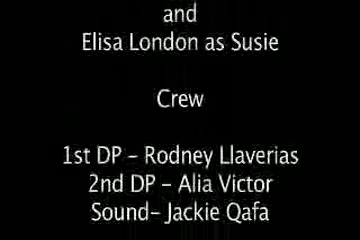 and
Elisa London as Susie
Crew
1st DP - Rodney Llaverias
2nd DP - Alia Victor
Sound- Jackie Qafa